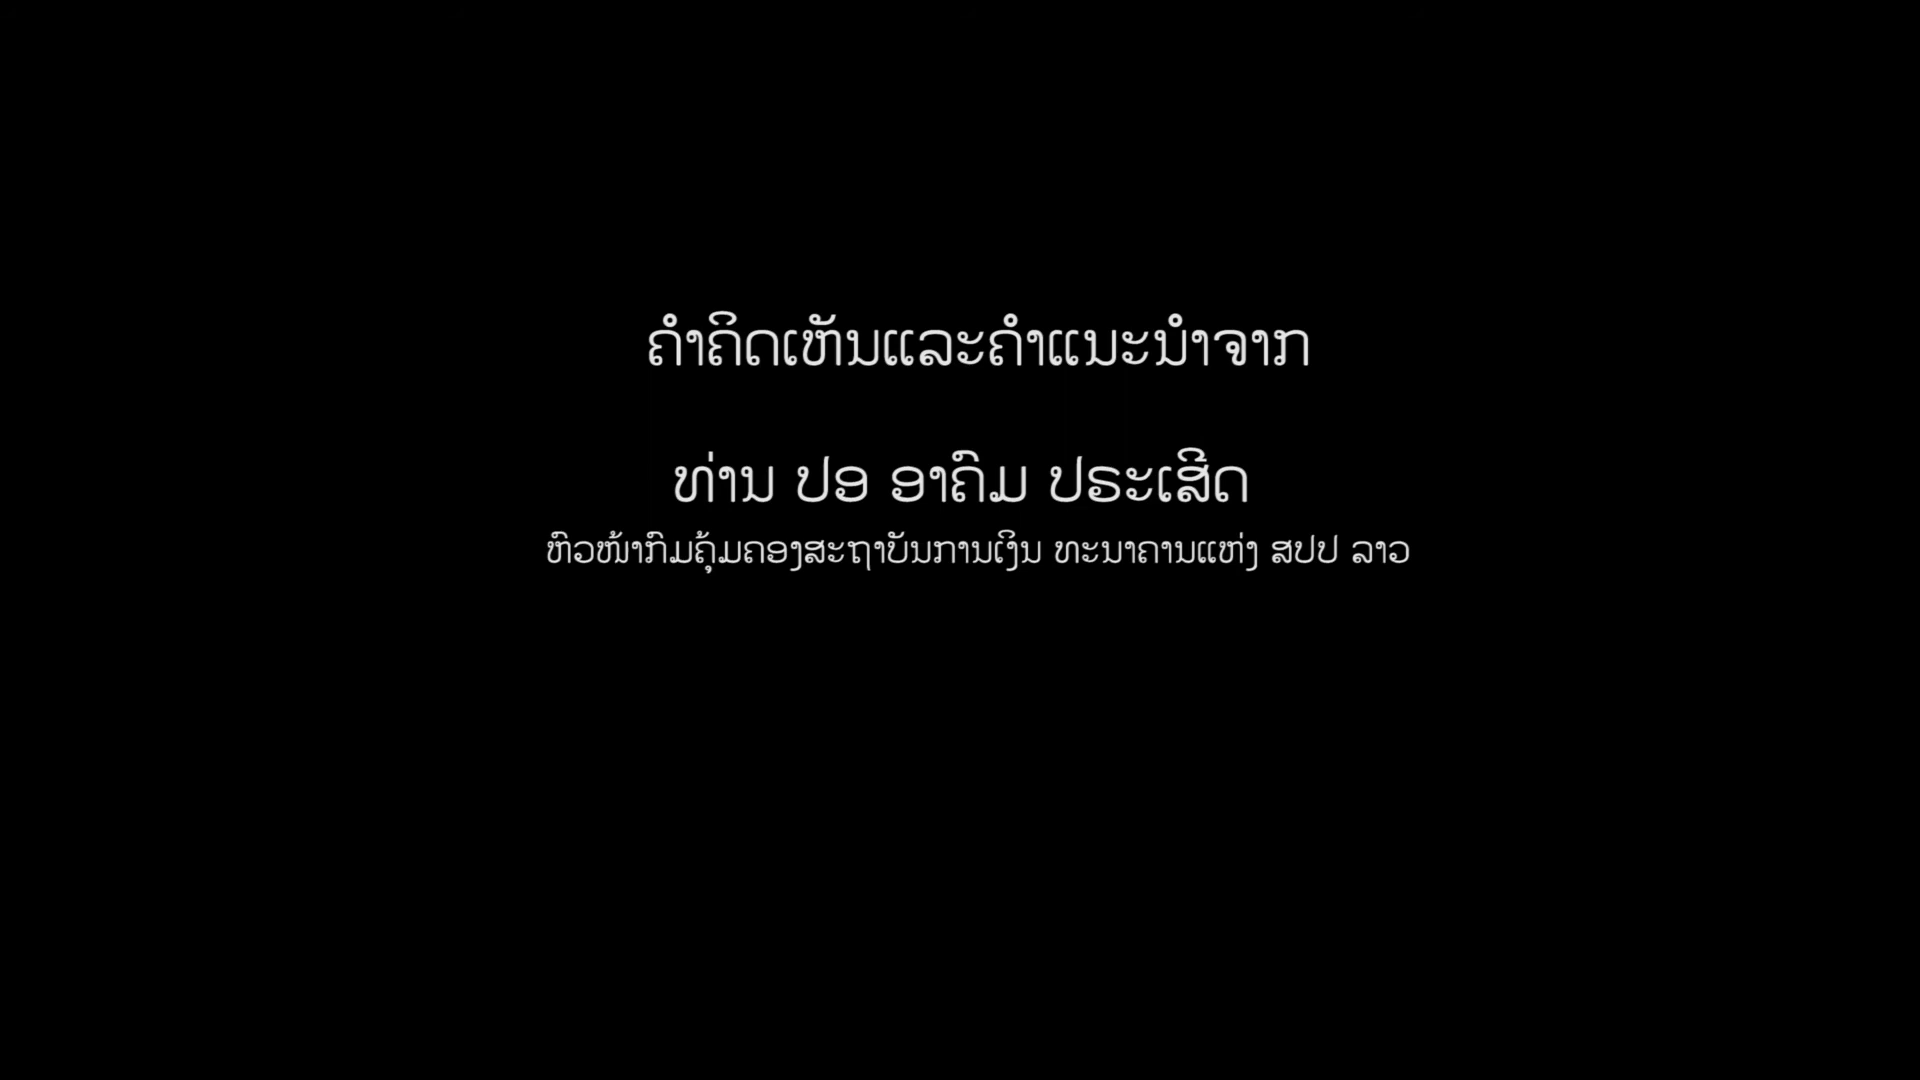 ຄຳຄິດເຫັນແລະຄຳແນະນຳຈາກ
ທ່ານ ປອ ອາຄົມ ປຣະເສີດ
ຫົວໜ້າກົມຄຸ້ມຄອງສະຖາບັນການເງິນ ທະນາຄານແຫ່ງ ສປປ ລາວ